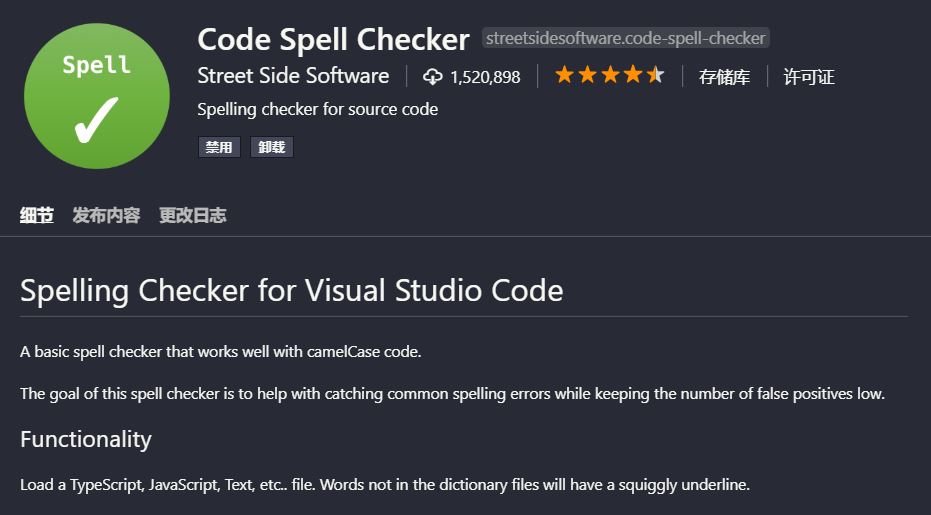 Spell
Code Spell Checker streetsidesoftware.code-spell-checker
Street Side Software 1,520,898 存储库 许可证
Spelling checker for source code
禁用 卸载
细节 发布内容 更改日志
Spelling Checker for Visual Studio Code
A basic spell checker that works well with camelCase code.
The goal of this spell checker is to help with catching common spelling errors while keeping the number of false positives low.
Functionality
Load a TypeScript, JavaScript, Text, etc.. file. Words not in the dictionary files will have a squiggly underline.